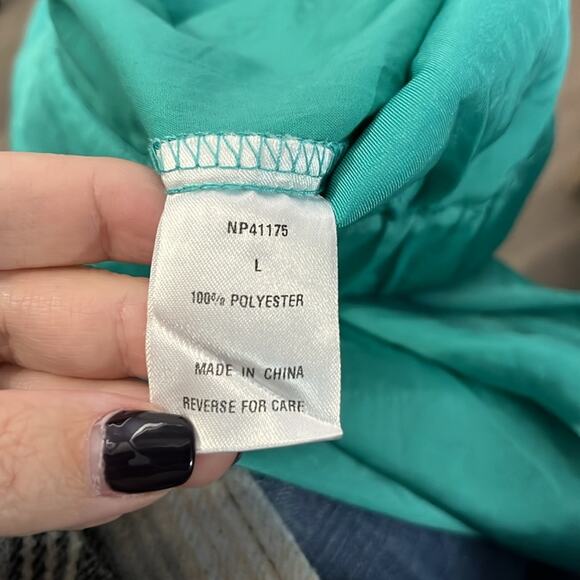 NP41175
L
100% POLYESTER
MADE IN CHINA
REVERSE FOR CARE